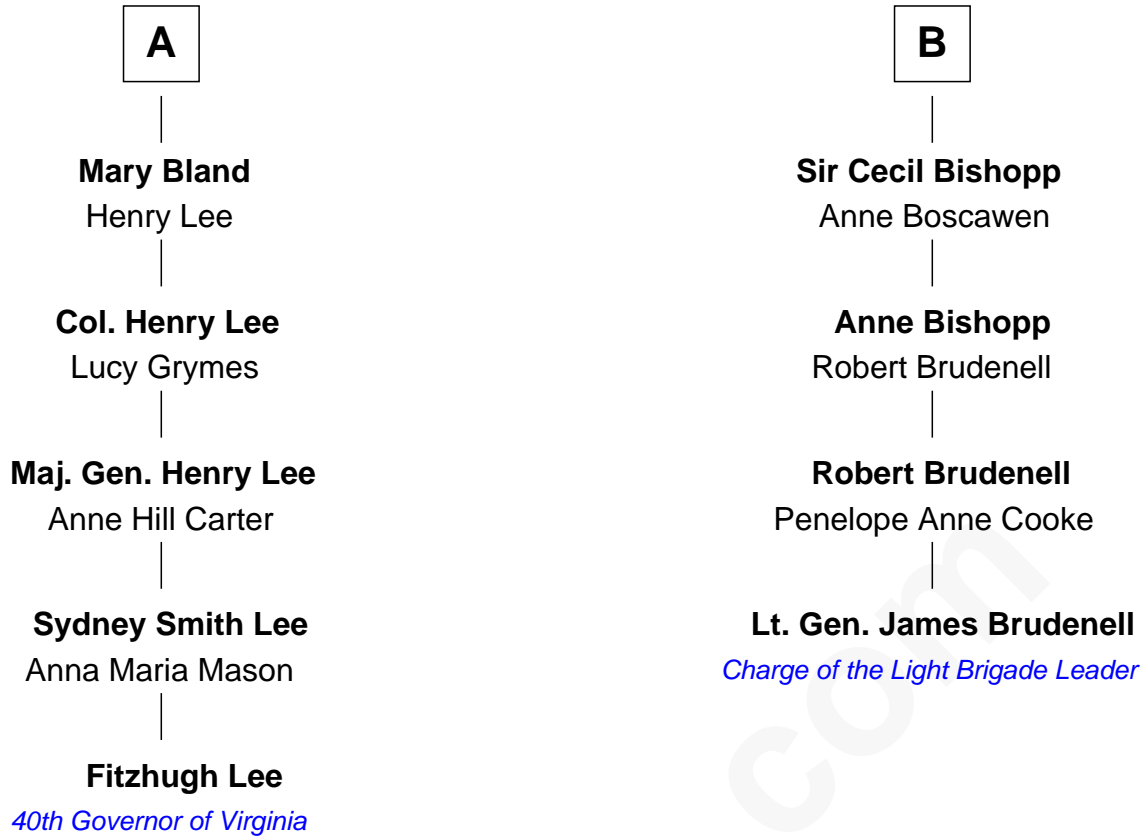 A
Mary Bland
Henry Lee
Col. Henry Lee
Lucy Grymes
Maj. Gen. Henry Lee
Anne Hill Carter
Sydney Smith Lee
Anna Maria Mason
Fitzhugh Lee
40th Governor of Virginia
B
Sir Cecil Bishopp
Anne Boscawen
Anne Bishopp
Robert Brudenell
Robert Brudenell
Penelope Anne Cooke
Lt. Gen. James Brudenell
Charge of the Light Brigade Leader
com